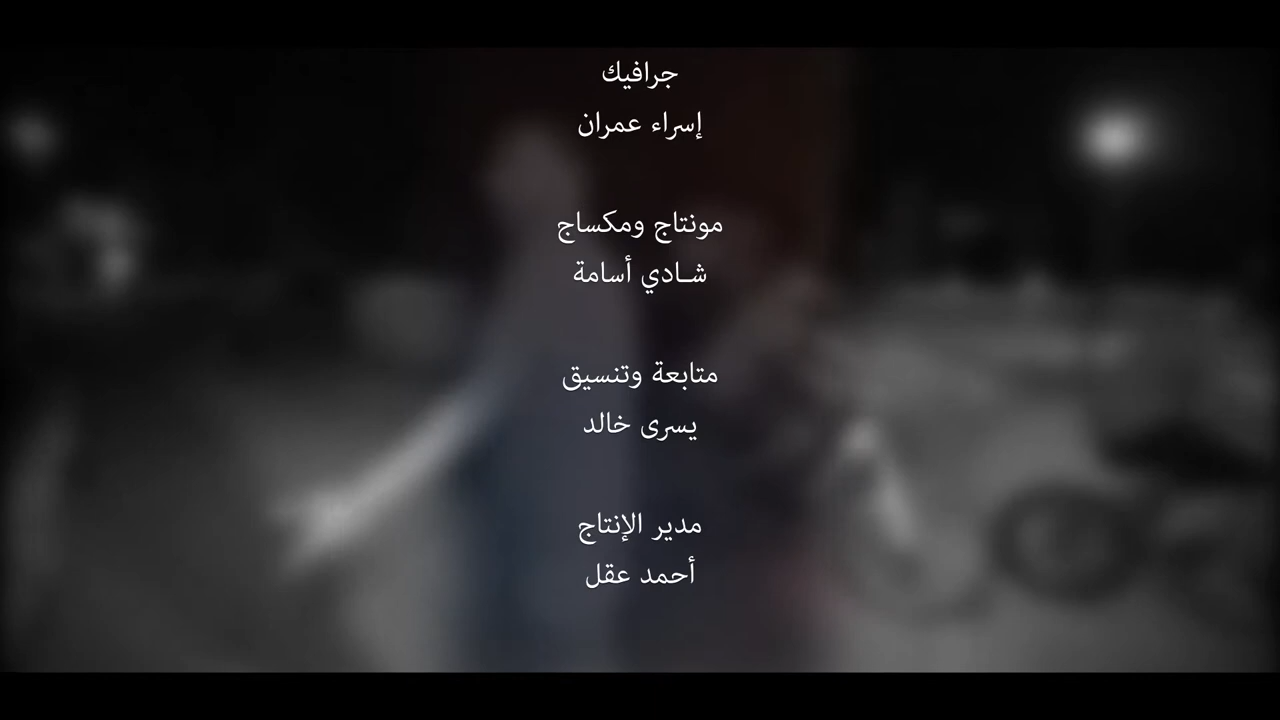 جرافيك
إسراء عمران
مونتاج ومكساج
شـادي أسامة
متابعة وتنسيق
يسرى خالد
مدير الإنتاج
أحمد عقل